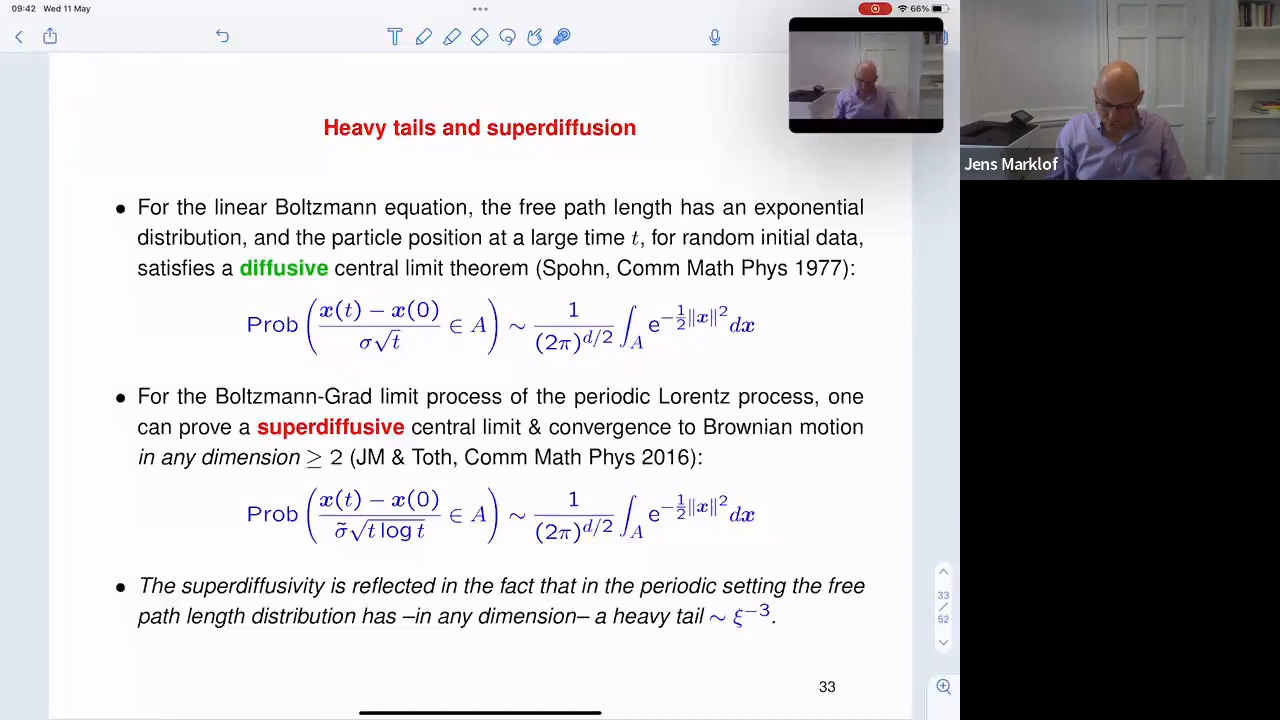 09:42 Wed 11 May
66%
Heavy tails and superdiffusion
Jens Marklof
• For the linear Boltzmann equation, the free path length has an exponential
distribution, and the particle position at a large time t, for random initial data,
satisfies a diffusive central limit theorem (Spohn, Comm Math Phys 1977):
Prob ( (x(t) − x(0)) / (σ√t) ∈ A ) ∼ 1/(2π)^{d/2} ∫_A e^{−½‖x‖²} dx
• For the Boltzmann-Grad limit process of the periodic Lorentz process, one
can prove a superdiffusive central limit & convergence to Brownian motion
in any dimension ≥ 2 (JM & Toth, Comm Math Phys 2016):
Prob ( (x(t) − x(0)) / (σ̃√(t log t)) ∈ A ) ∼ 1/(2π)^{d/2} ∫_A e^{−½‖x‖²} dx
• The superdiffusivity is reflected in the fact that in the periodic setting the free
path length distribution has –in any dimension– a heavy tail ∼ ξ^{−3}.
33
/
52
33